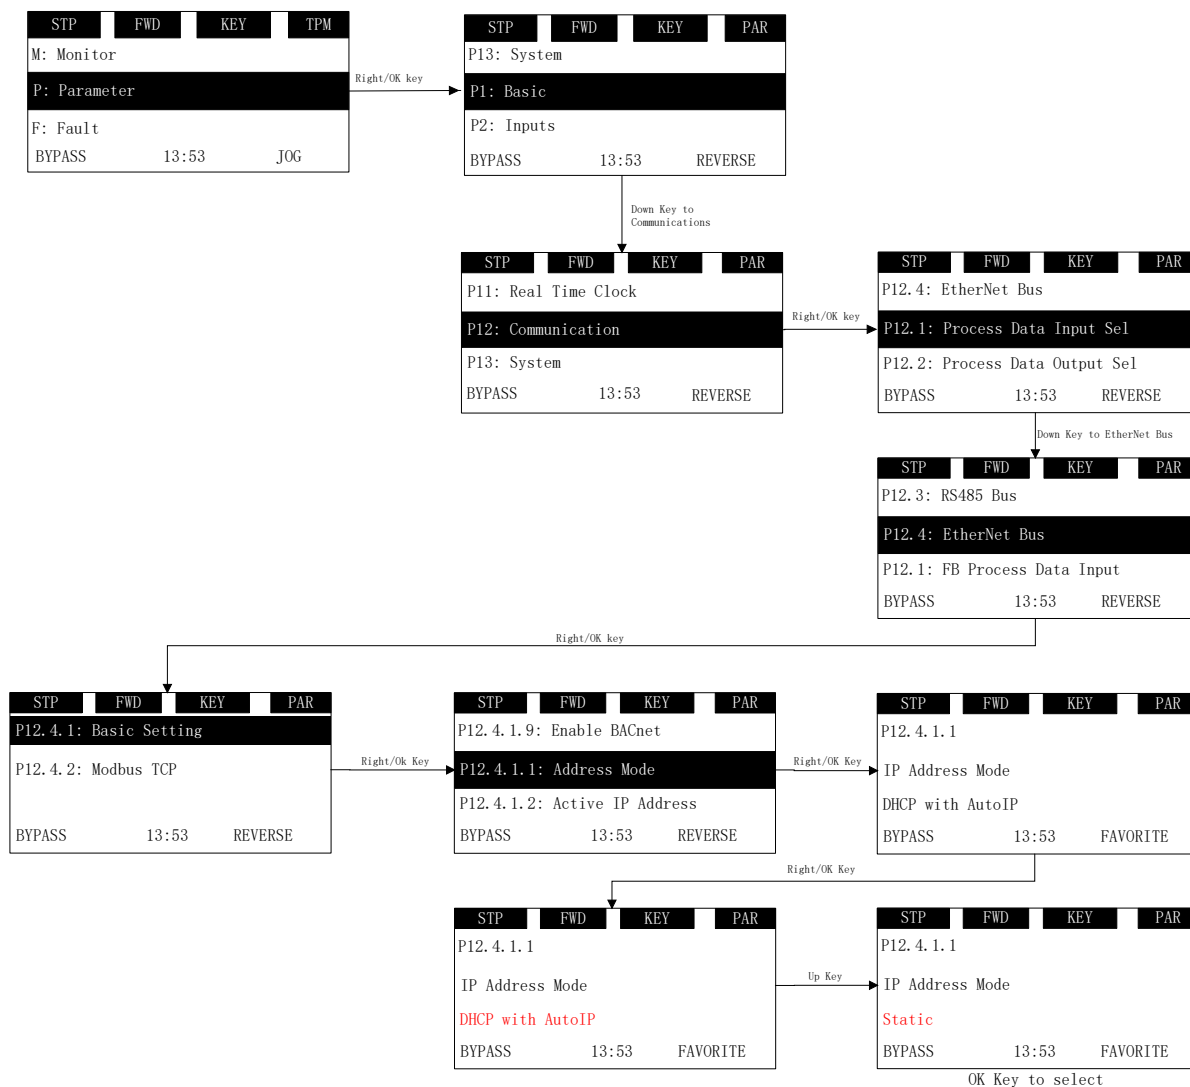 STP FWD KEY TPM
M: Monitor
P: Parameter
F: Fault
BYPASS 13:53 JOG
Right/OK key
STP FWD KEY PAR
P13: System
P1: Basic
P2: Inputs
BYPASS 13:53 REVERSE
Down Key to
Communications
STP FWD KEY PAR
P11: Real Time Clock
P12: Communication
P13: System
BYPASS 13:53 REVERSE
Right/OK key
STP FWD KEY PAR
P12.4: EtherNet Bus
P12.1: Process Data Input Sel
P12.2: Process Data Output Sel
BYPASS 13:53 REVERSE
Down Key to EtherNet Bus
STP FWD KEY PAR
P12.3: RS485 Bus
P12.4: EtherNet Bus
P12.1: FB Process Data Input
BYPASS 13:53 REVERSE
Right/OK key
STP FWD KEY PAR
P12.4.1: Basic Setting
P12.4.2: Modbus TCP
BYPASS 13:53 REVERSE
Right/Ok Key
STP FWD KEY PAR
P12.4.1.9: Enable BACnet
P12.4.1.1: Address Mode
P12.4.1.2: Active IP Address
BYPASS 13:53 REVERSE
Right/OK Key
STP FWD KEY PAR
P12.4.1.1
IP Address Mode
DHCP with AutoIP
BYPASS 13:53 FAVORITE
Right/OK Key
STP FWD KEY PAR
P12.4.1.1
IP Address Mode
DHCP with AutoIP
BYPASS 13:53 FAVORITE
Up Key
STP FWD KEY PAR
P12.4.1.1
IP Address Mode
Static
BYPASS 13:53 FAVORITE
OK Key to select